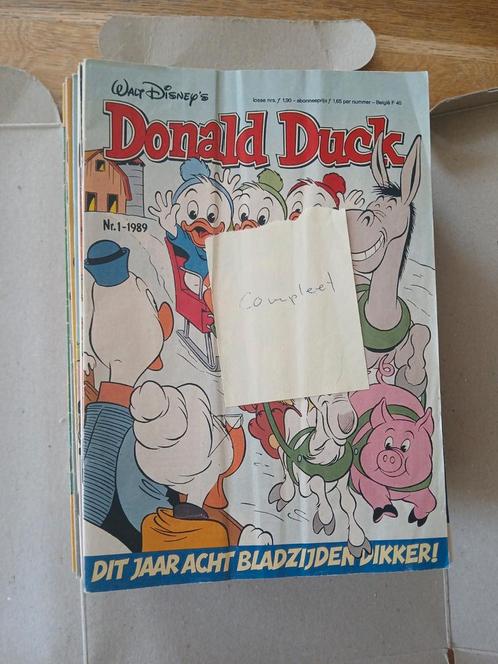 WALT DISNEY'S
losse nrs. ƒ 1,90 - abonneeprijs ƒ 1,65 per nummer - België F 40
Donald Duck
Nr.1-1989
Compleet
DIT JAAR ACHT BLADZIJDEN DIKKER!